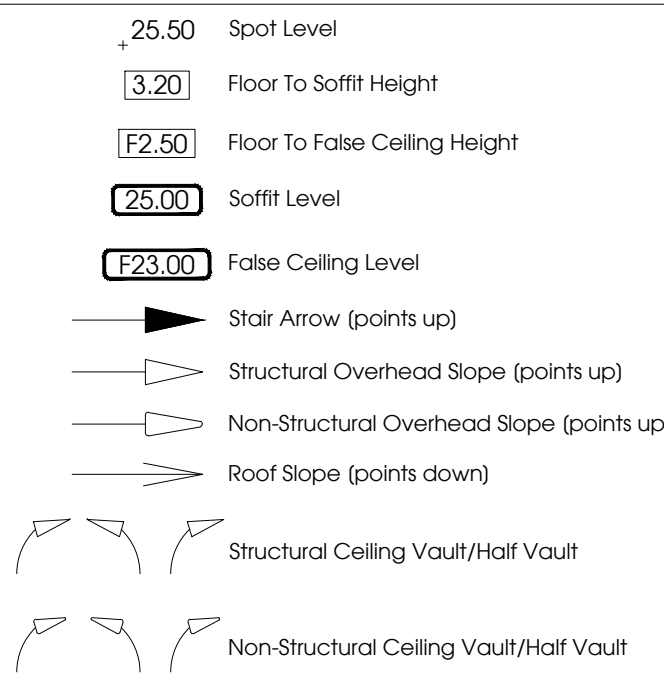 +25.50 Spot Level
3.20 Floor To Soffit Height
F2.50 Floor To False Ceiling Height
25.00 Soffit Level
F23.00 False Ceiling Level
Stair Arrow (points up)
Structural Overhead Slope (points up)
Non-Structural Overhead Slope (points up
Roof Slope (points down)
Structural Ceiling Vault/Half Vault
Non-Structural Ceiling Vault/Half Vault